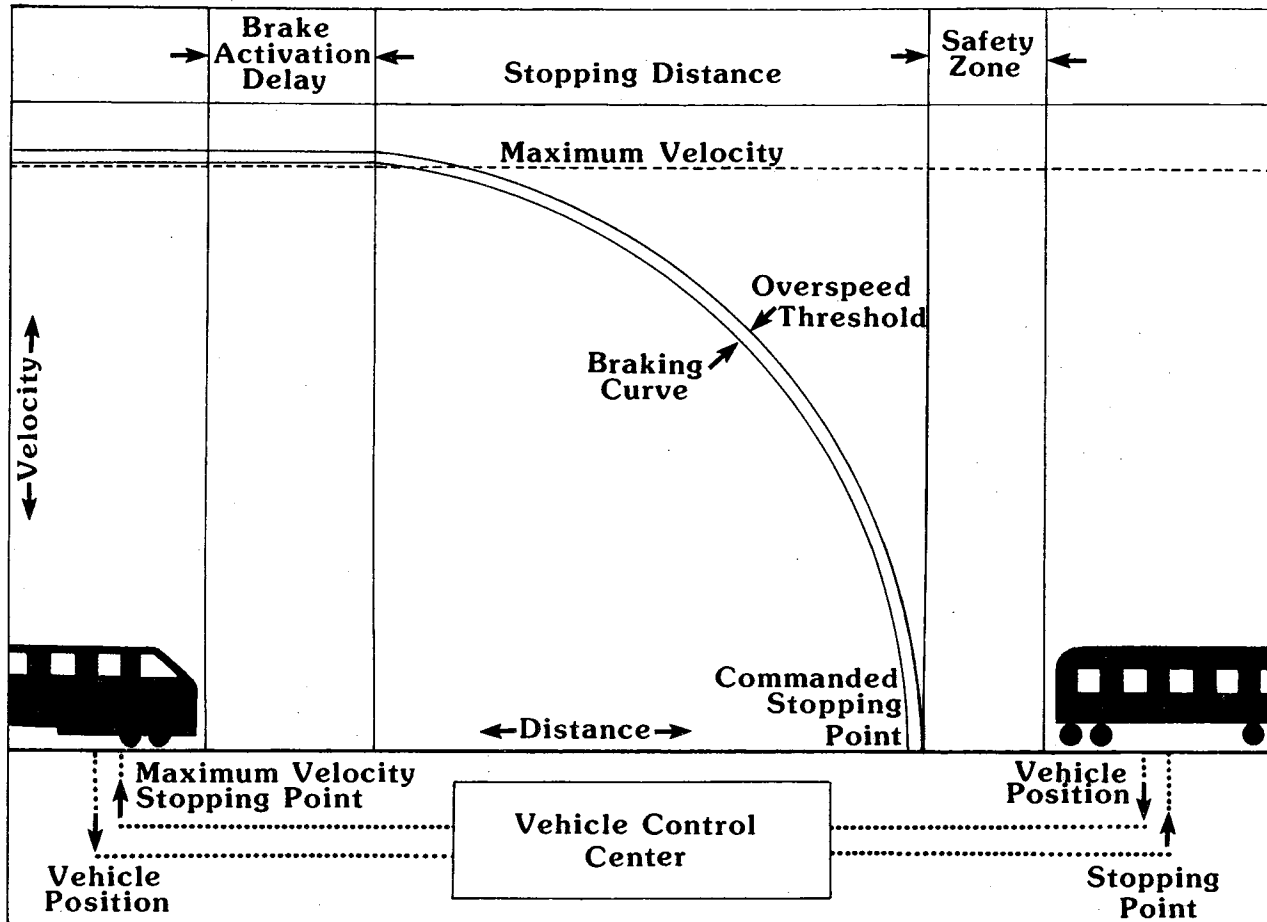 Brake
Activation
Delay
Stopping Distance
Safety
Zone
Maximum Velocity
Overspeed
Threshold
Braking
Curve
Velocity
Commanded
Stopping
Point
Distance
Maximum Velocity
Stopping Point
Vehicle
Position
Vehicle Control
Center
Vehicle
Position
Stopping
Point